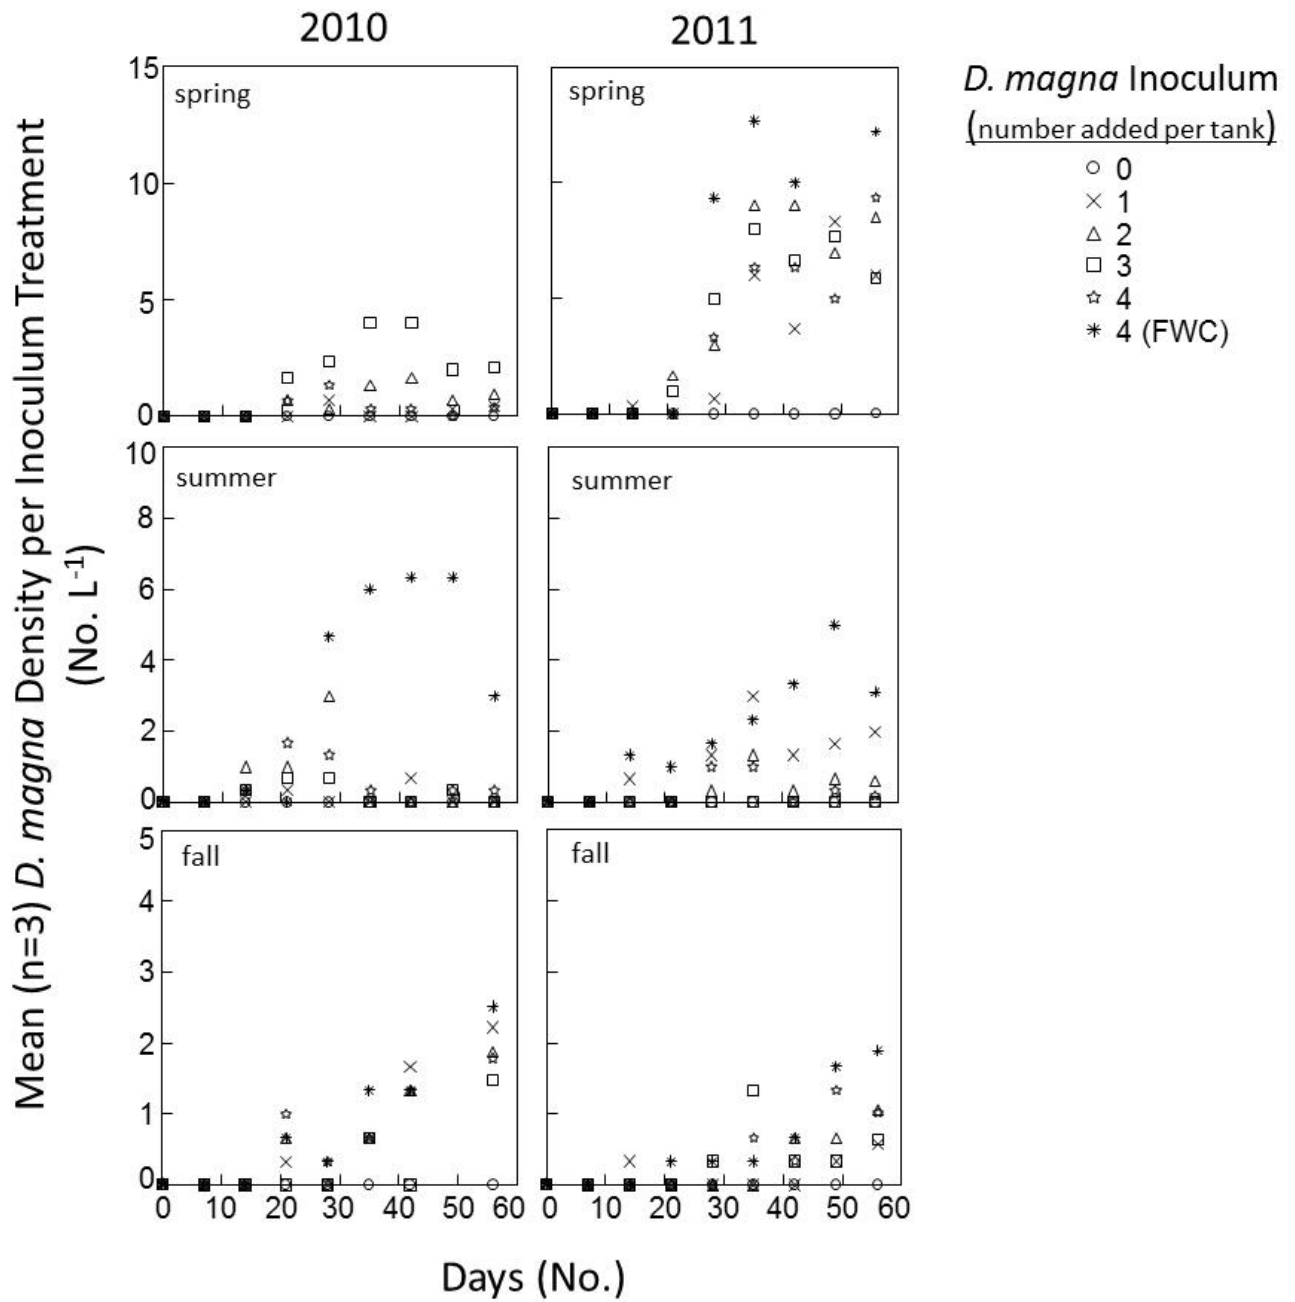 2010
2011
D. magna Inoculum
(number added per tank)
0
1
2
3
4
4 (FWC)
Mean (n=3) D. magna Density per Inoculum Treatment
(No. L-1)
spring
spring
15
10
5
0
summer
summer
10
8
6
4
2
0
fall
fall
5
4
3
2
1
0
0 10 20 30 40 50 60 0 10 20 30 40 50 60
Days (No.)